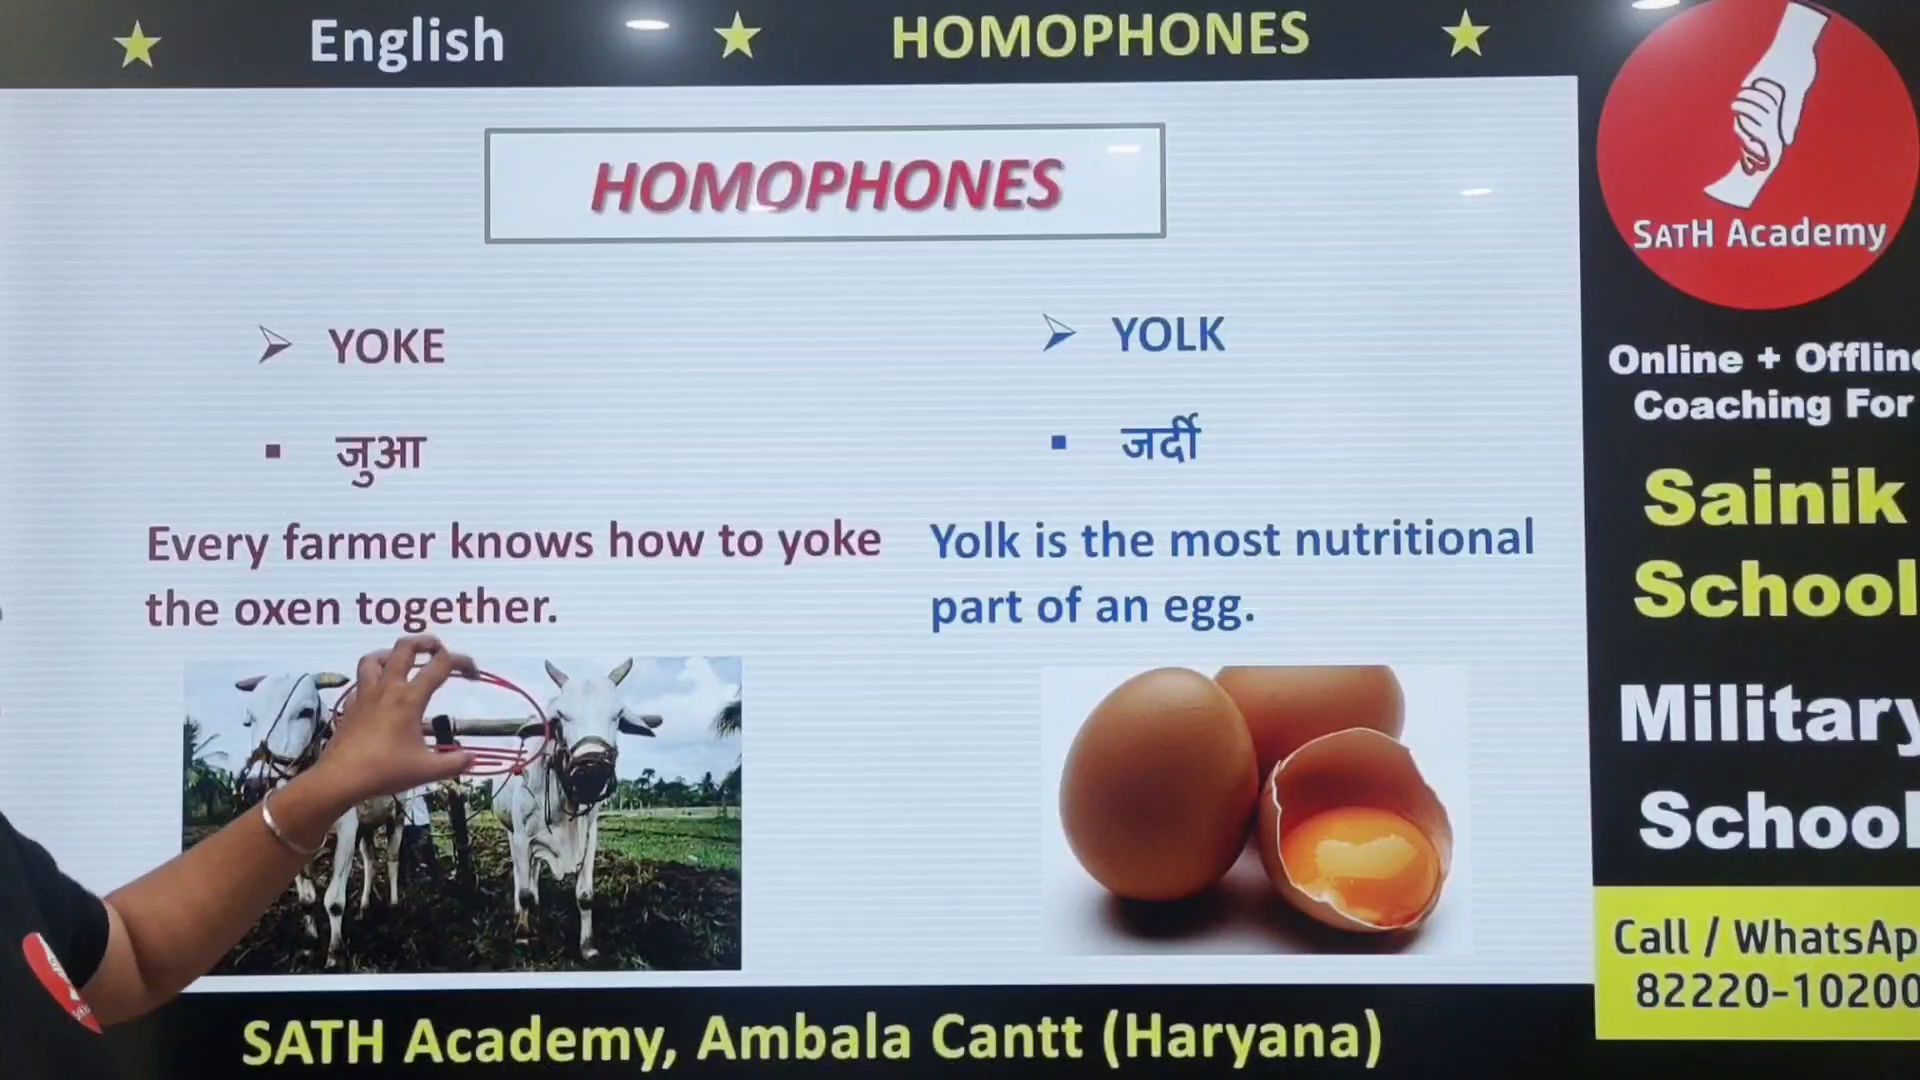 English
HOMOPHONES
HOMOPHONES
YOKE
जुआ
Every farmer knows how to yoke
the oxen together.
YOLK
जर्दी
Yolk is the most nutritional
part of an egg.
SATH Academy
Online + Offline
Coaching For
Sainik
School
Military
School
Call / WhatsAp
82220-10200
SATH Academy, Ambala Cantt (Haryana)